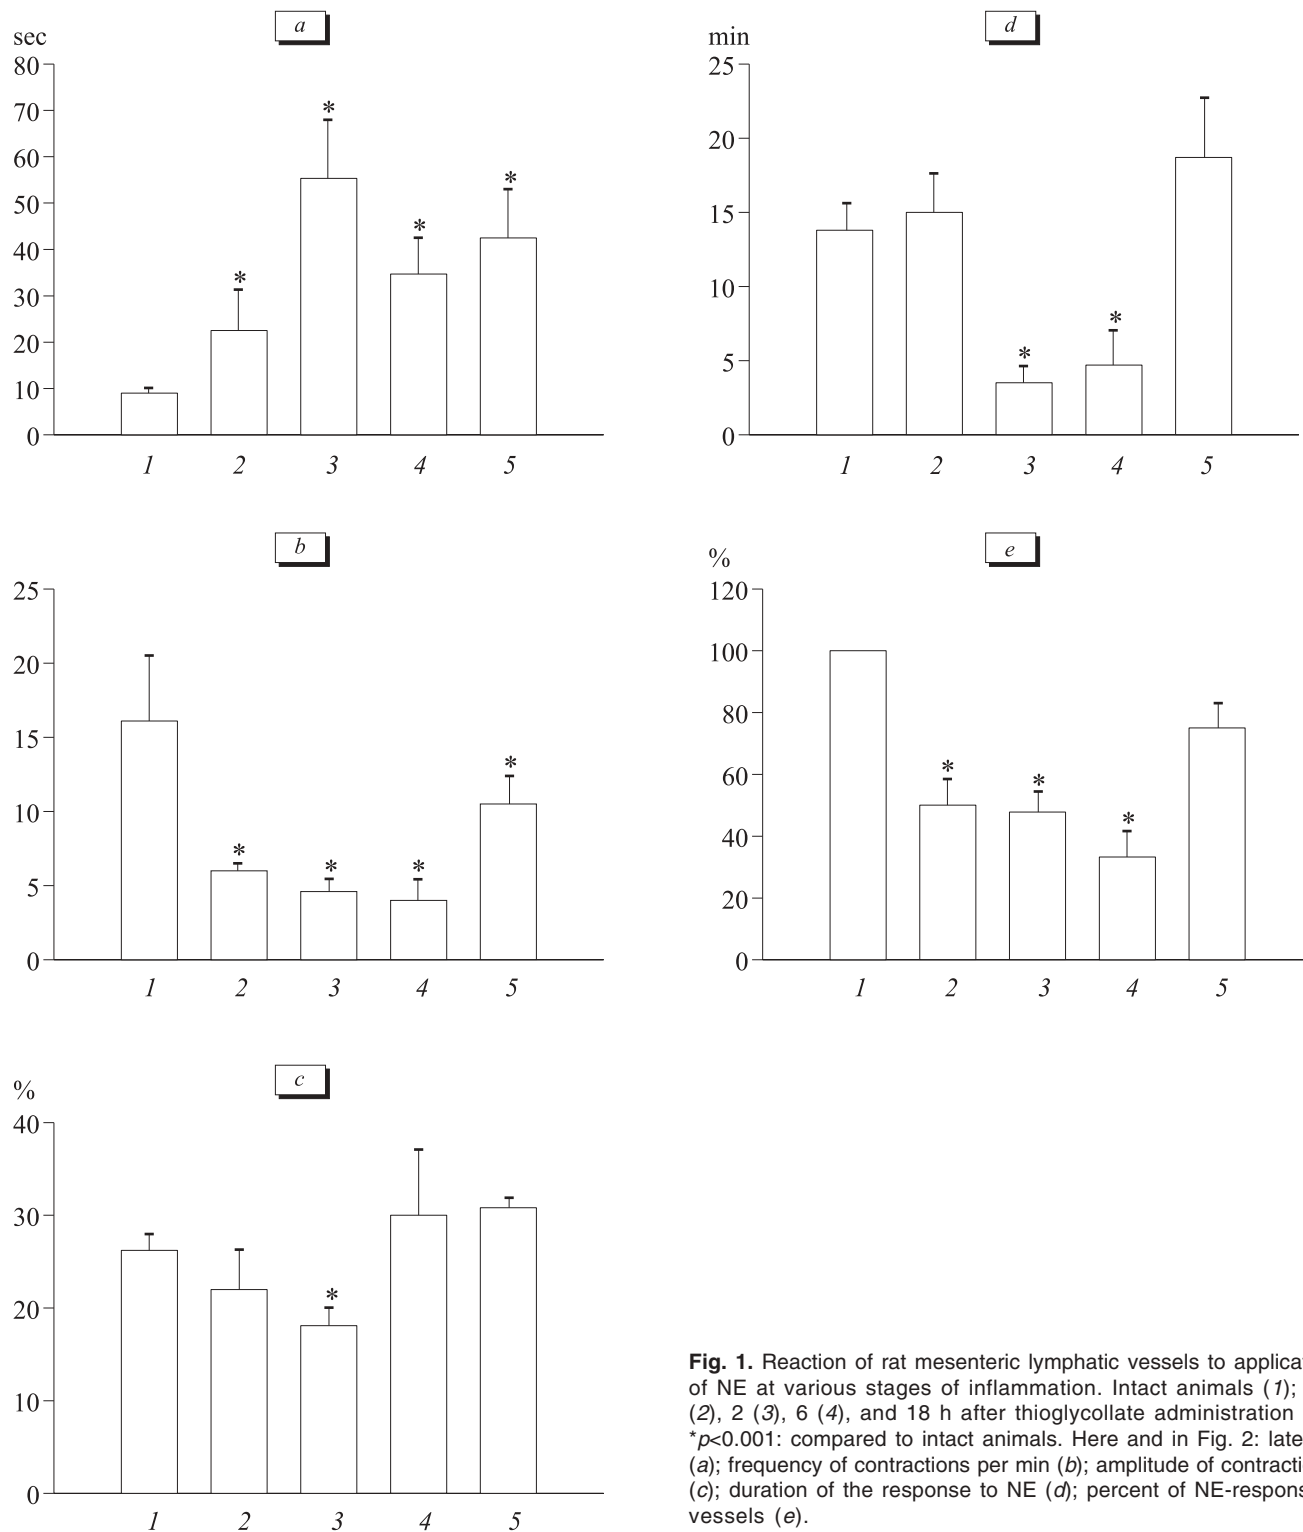 a
sec
80
70
60
50
40
30
20
10
0
*
*
*
*
1 2 3 4 5
b
25
20
15
10
5
0
*
*
*
*
1 2 3 4 5
c
%
40
30
20
10
0
*
1 2 3 4 5
d
min
25
20
15
10
5
0
*
*
1 2 3 4 5
e
%
120
100
80
60
40
20
0
*
*
*
1 2 3 4 5
Fig. 1. Reaction of rat mesenteric lymphatic vessels to applicat
of NE at various stages of inflammation. Intact animals (1);
(2), 2 (3), 6 (4), and 18 h after thioglycollate administration
*p<0.001: compared to intact animals. Here and in Fig. 2: late
(a); frequency of contractions per min (b); amplitude of contractio
(c); duration of the response to NE (d); percent of NE-respons
vessels (e).